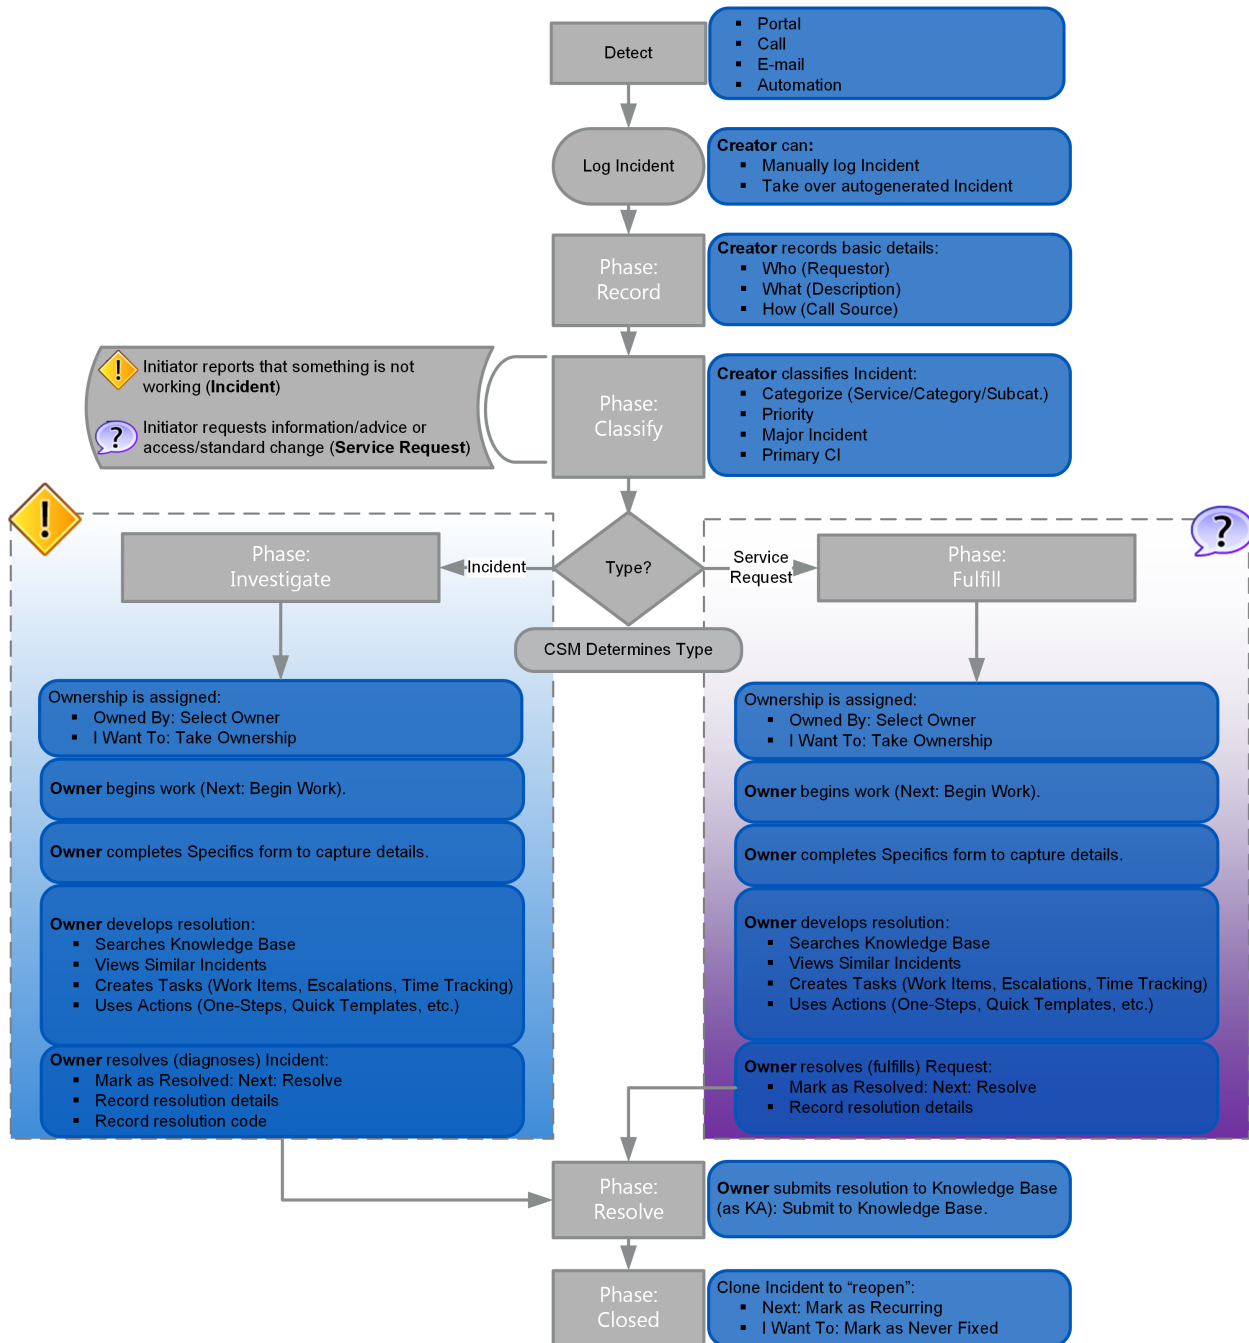 Detect
▪ Portal
▪ Call
▪ E-mail
▪ Automation
Log Incident
Creator can:
▪ Manually log Incident
▪ Take over autogenerated Incident
Phase:
Record
Creator records basic details:
▪ Who (Requestor)
▪ What (Description)
▪ How (Call Source)
!
Initiator reports that something is not
working (Incident)
?
Initiator requests information/advice or
access/standard change (Service Request)
Phase:
Classify
Creator classifies Incident:
▪ Categorize (Service/Category/Subcat.)
▪ Priority
▪ Major Incident
▪ Primary CI
!
Phase:
Investigate
Incident
Type?
Service
Request
Phase:
Fulfill
?
CSM Determines Type
Ownership is assigned:
▪ Owned By: Select Owner
▪ I Want To: Take Ownership
Owner begins work (Next: Begin Work).
Owner completes Specifics form to capture details.
Owner develops resolution:
▪ Searches Knowledge Base
▪ Views Similar Incidents
▪ Creates Tasks (Work Items, Escalations, Time Tracking)
▪ Uses Actions (One-Steps, Quick Templates, etc.)
Owner resolves (diagnoses) Incident:
▪ Mark as Resolved: Next: Resolve
▪ Record resolution details
▪ Record resolution code
Ownership is assigned:
▪ Owned By: Select Owner
▪ I Want To: Take Ownership
Owner begins work (Next: Begin Work).
Owner completes Specifics form to capture details.
Owner develops resolution:
▪ Searches Knowledge Base
▪ Views Similar Incidents
▪ Creates Tasks (Work Items, Escalations, Time Tracking)
▪ Uses Actions (One-Steps, Quick Templates, etc.)
Owner resolves (fulfills) Request:
▪ Mark as Resolved: Next: Resolve
▪ Record resolution details
Phase:
Resolve
Owner submits resolution to Knowledge Base
(as KA): Submit to Knowledge Base.
Phase:
Closed
Clone Incident to “reopen”:
▪ Next: Mark as Recurring
▪ I Want To: Mark as Never Fixed